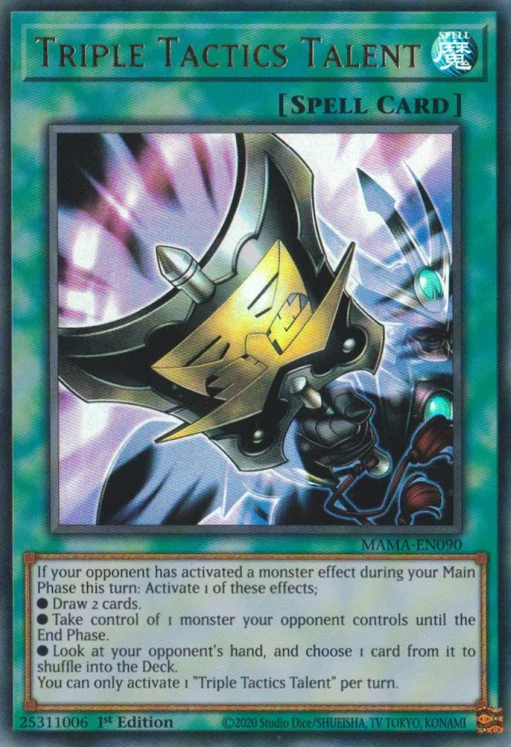 TRIPLE TACTICS TALENT
SPELL
魔
[SPELL CARD]
MAMA-EN090
If your opponent has activated a monster effect during your Main
Phase this turn: Activate 1 of these effects;
● Draw 2 cards.
● Take control of 1 monster your opponent controls until the
End Phase.
● Look at your opponent's hand, and choose 1 card from it to
shuffle into the Deck.
You can only activate 1 "Triple Tactics Talent" per turn.
25311006 1st Edition ©2020 Studio Dice/SHUEISHA, TV TOKYO, KONAMI